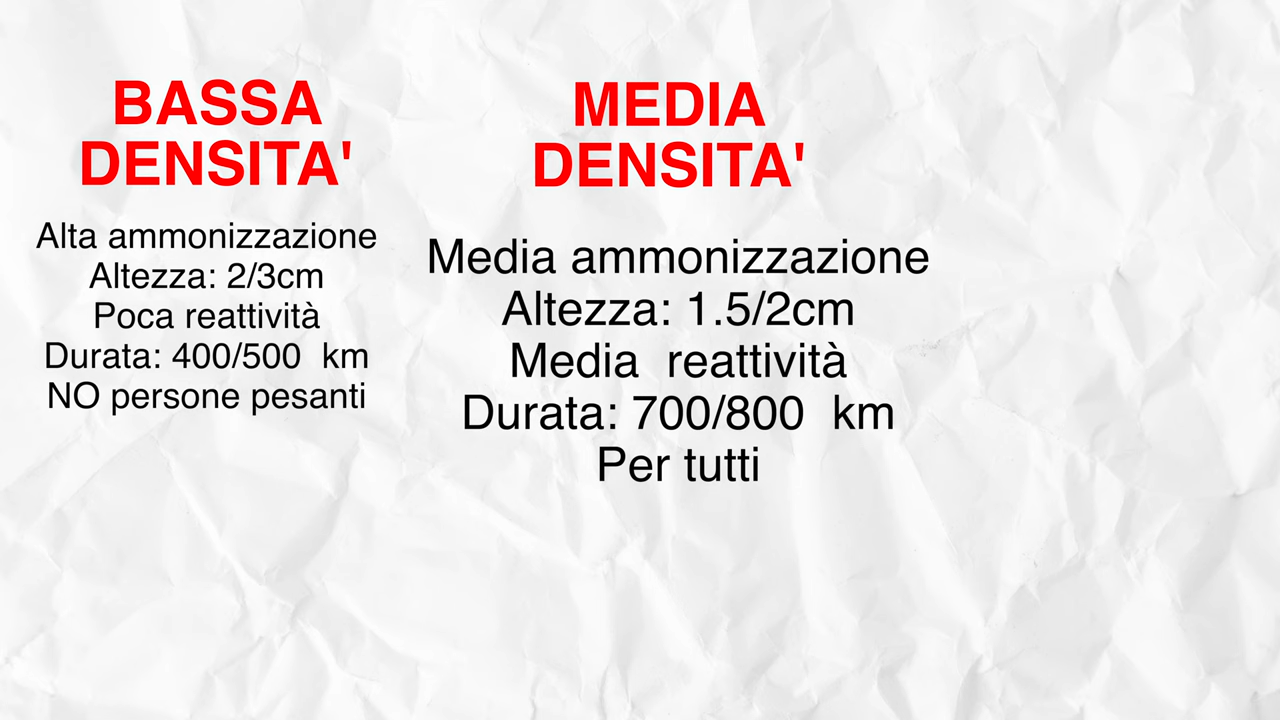 BASSA
DENSITA'
Alta ammonizzazione
Altezza: 2/3cm
Poca reattività
Durata: 400/500  km
NO persone pesanti
MEDIA
DENSITA'
Media ammonizzazione
Altezza: 1.5/2cm
Media  reattività
Durata: 700/800  km
Per tutti